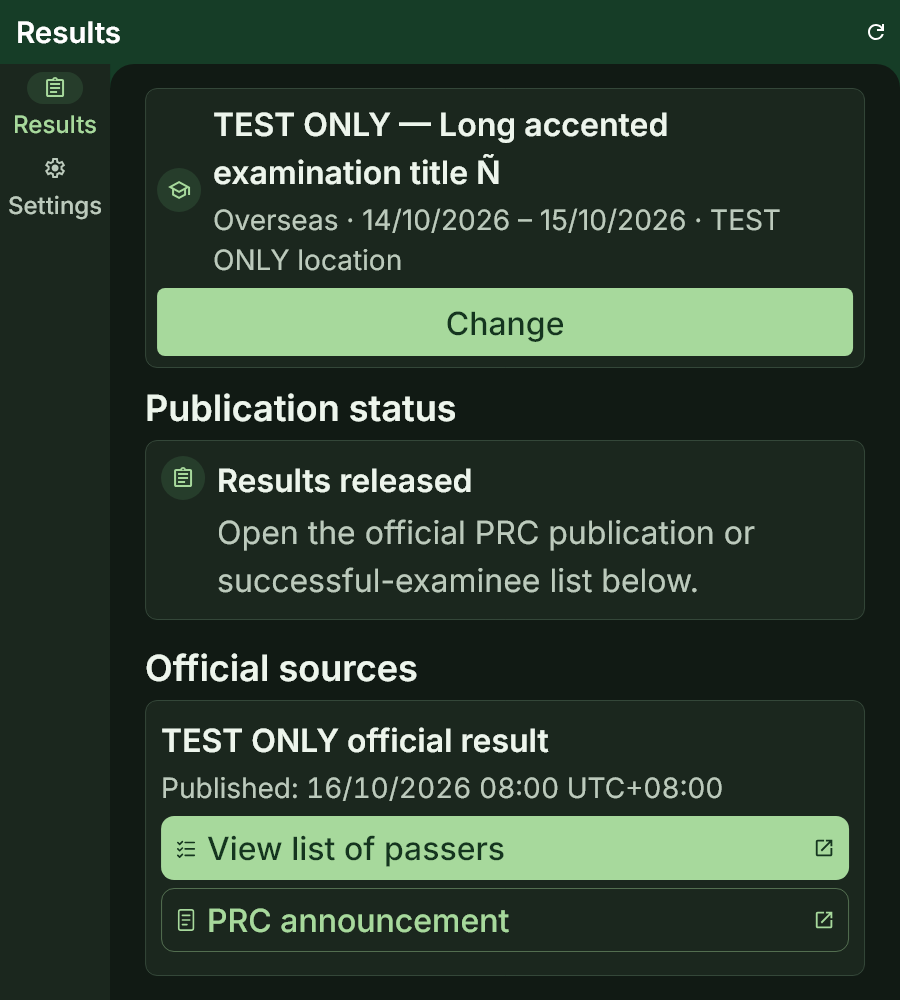 Results
Results
Settings
TEST ONLY — Long accented
examination title Ñ
Overseas · 14/10/2026 – 15/10/2026 · TEST
ONLY location
Change
Publication status
Results released
Open the official PRC publication or
successful-examinee list below.
Official sources
TEST ONLY official result
Published: 16/10/2026 08:00 UTC+08:00
View list of passers
PRC announcement